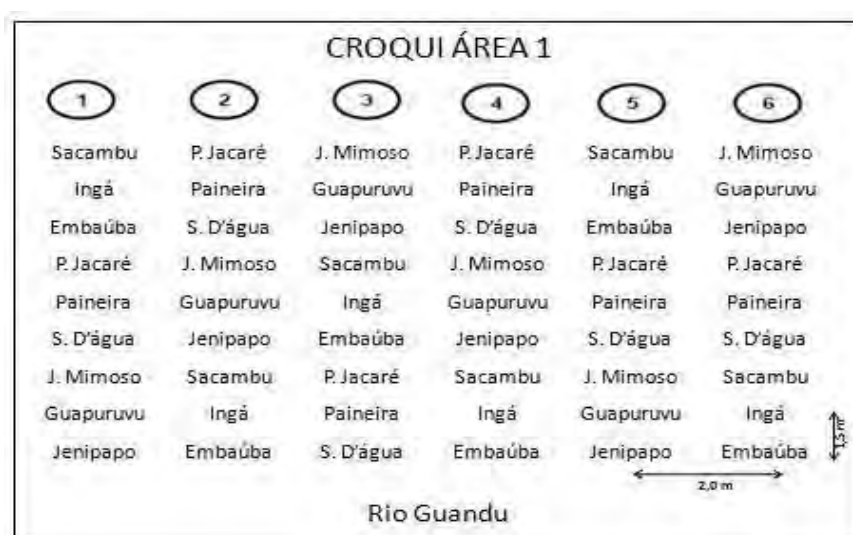 CROQUI ÁREA 1
1 2 3 4 5 6
Sacambu P. Jacaré J. Mimoso P. Jacaré Sacambu J. Mimoso
Ingá Paineira Guapuruvu Paineira Ingá Guapuruvu
Embaúba S. D'água Jenipapo S. D'água Embaúba Jenipapo
P. Jacaré J. Mimoso Sacambu J. Mimoso P. Jacaré P. Jacaré
Paineira Guapuruvu Ingá Guapuruvu Paineira Paineira
S. D'água Jenipapo Embaúba Jenipapo S. D'água S. D'água
J. Mimoso Sacambu P. Jacaré Sacambu J. Mimoso Sacambu
Guapuruvu Ingá Paineira Ingá Guapuruvu Ingá
Jenipapo Embaúba S. D'água Embaúba Jenipapo Embaúba
1,5 m
2,0 m
Rio Guandu